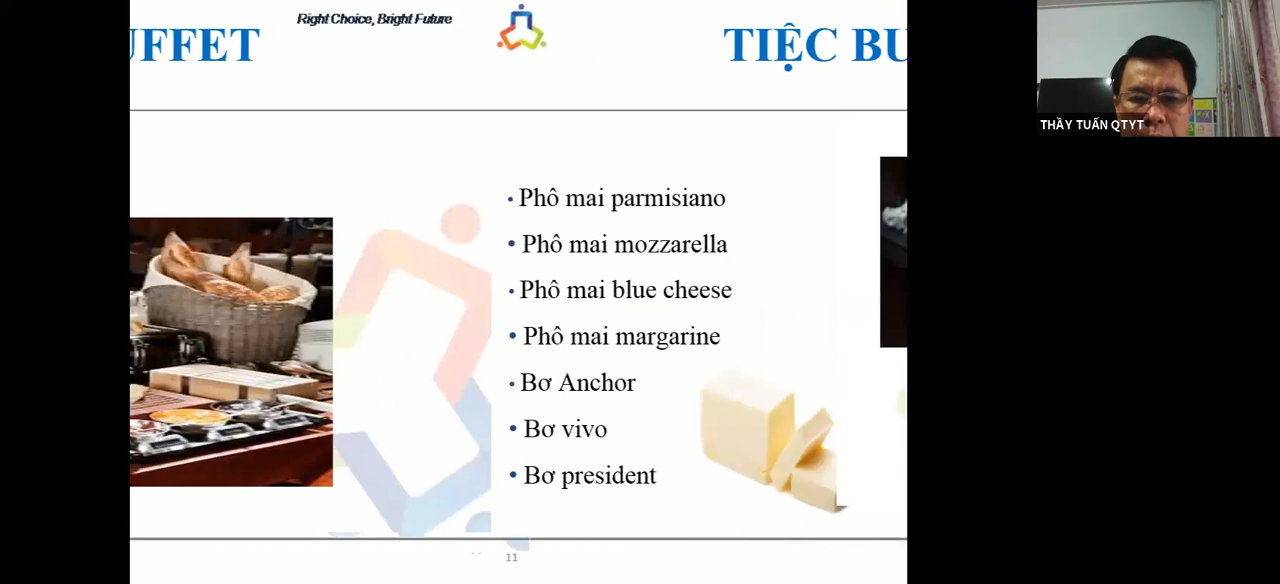 Right Choice, Bright Future
UFFET
TIỆC BU
THẦY TUẤN QTYT
• Phô mai parmisiano
• Phô mai mozzarella
• Phô mai blue cheese
• Phô mai margarine
• Bơ Anchor
• Bơ vivo
• Bơ president
11